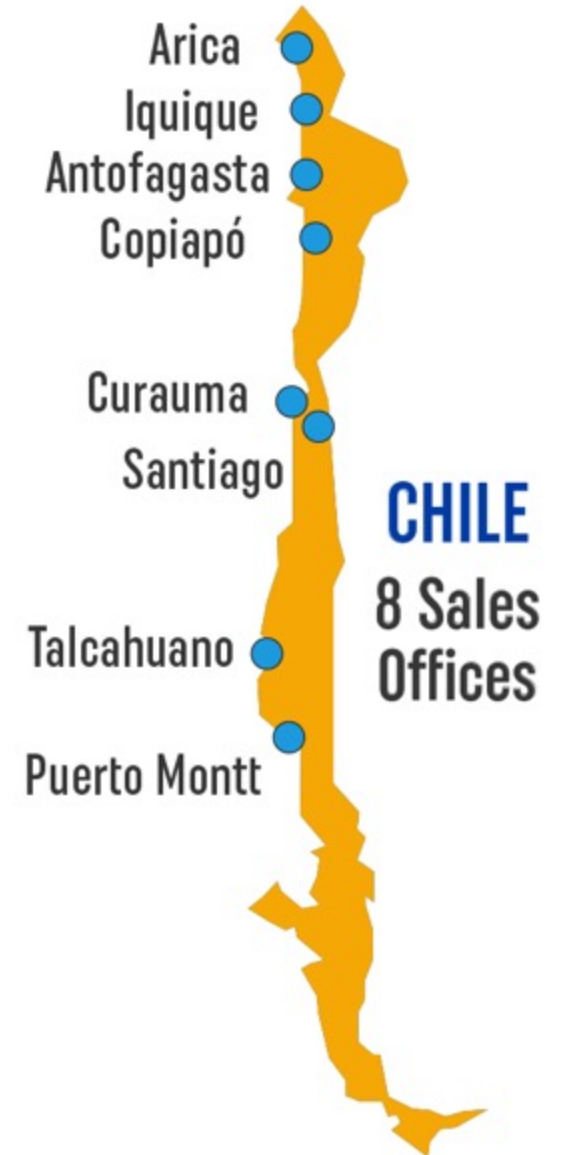 Arica
Iquique
Antofagasta
Copiapó
Curauma
Santiago
CHILE
8 Sales
Offices
Talcahuano
Puerto Montt